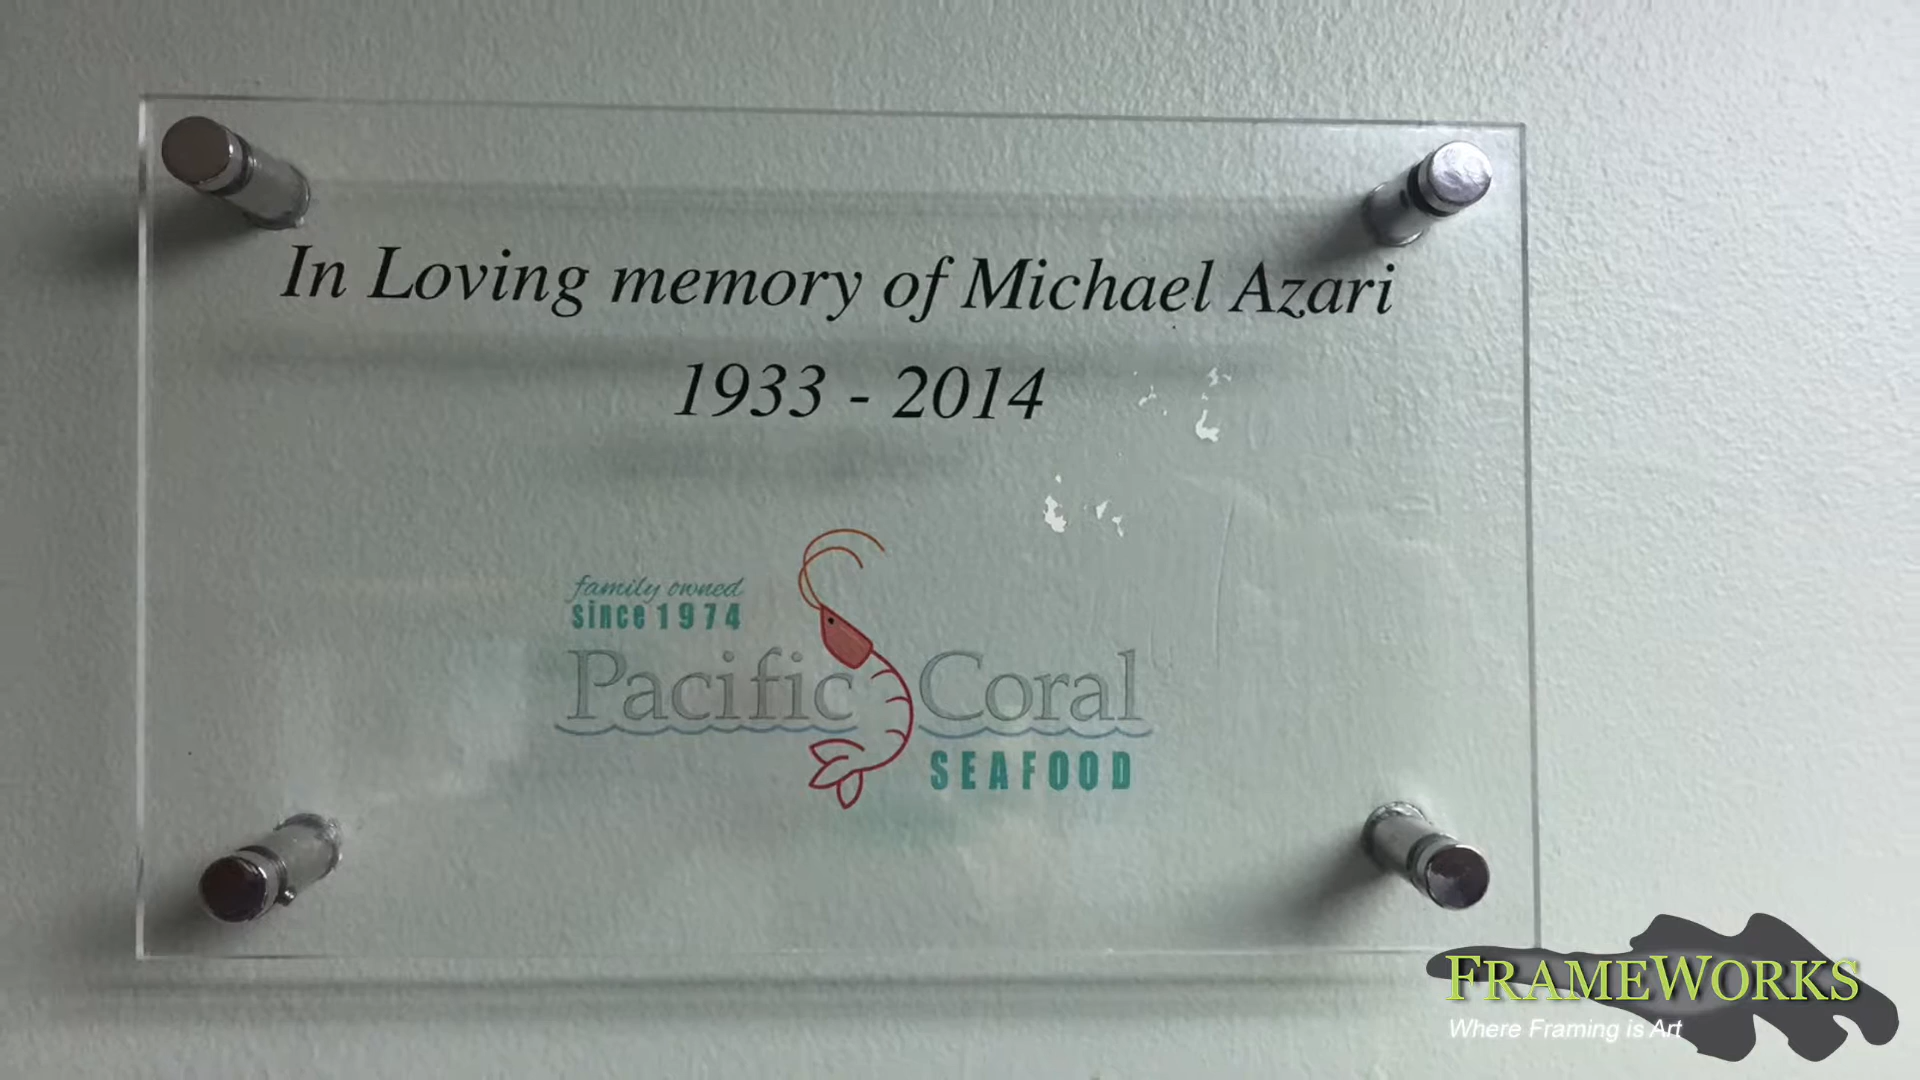 In Loving memory of Michael Azari
1933 - 2014
family owned
since 1974
Pacific Coral
SEAFOOD
FRAMEWORKS
Where Framing is Art